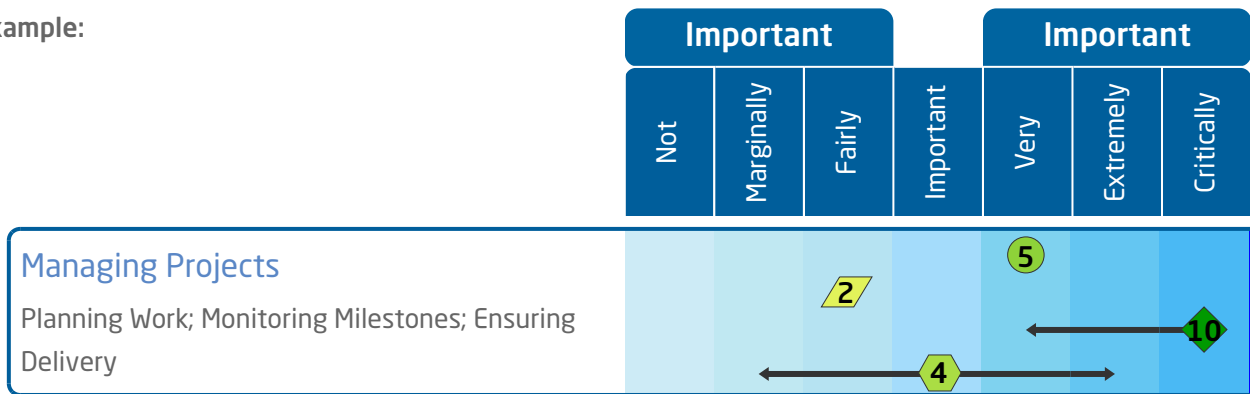 xample:
Important Important
Not Marginally Fairly Important Very Extremely Critically
Managing Projects
5
2
Planning Work; Monitoring Milestones; Ensuring
10
Delivery
4